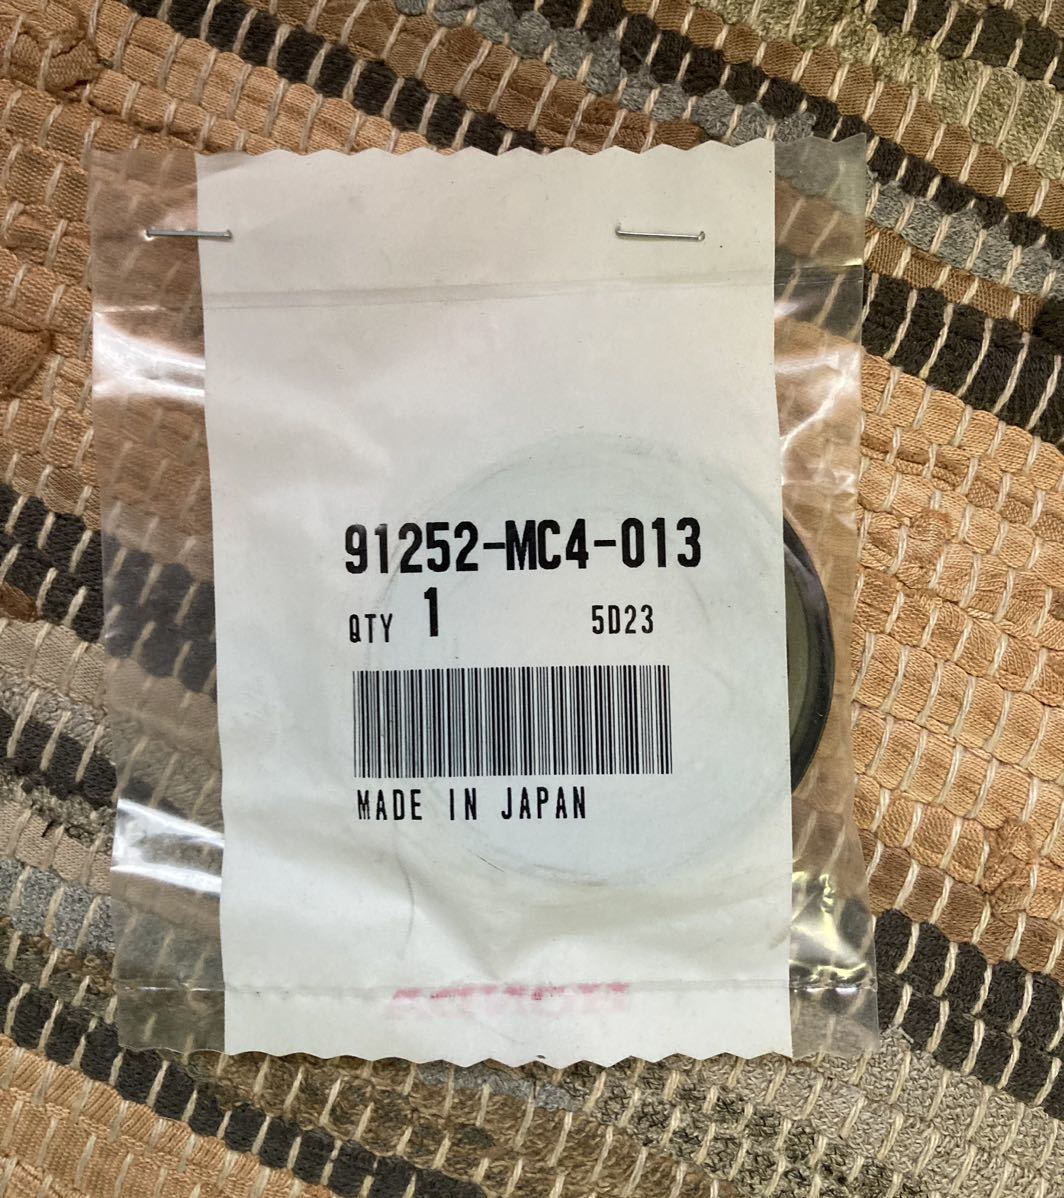 91252-MC4-013
QTY 1 5D23
MADE IN JAPAN